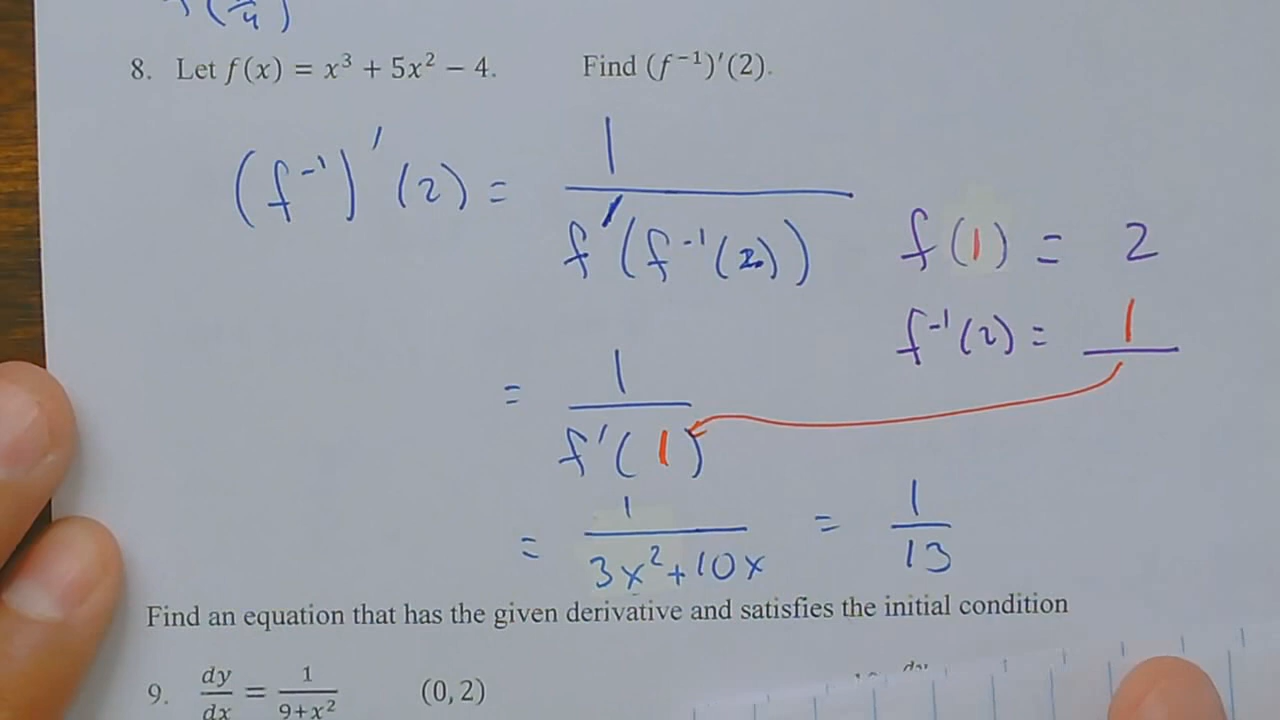 (π/4)
8. Let f(x) = x³ + 5x² − 4. Find (f⁻¹)′(2).
(f⁻¹)′(2) = 1/f′(f⁻¹(2))
f(1) = 2
f⁻¹(2) = 1
= 1/f′(1)
= 1/3x²+10x = 1/13
Find an equation that has the given derivative and satisfies the initial condition
9. dy/dx = 1/9+x² (0, 2)